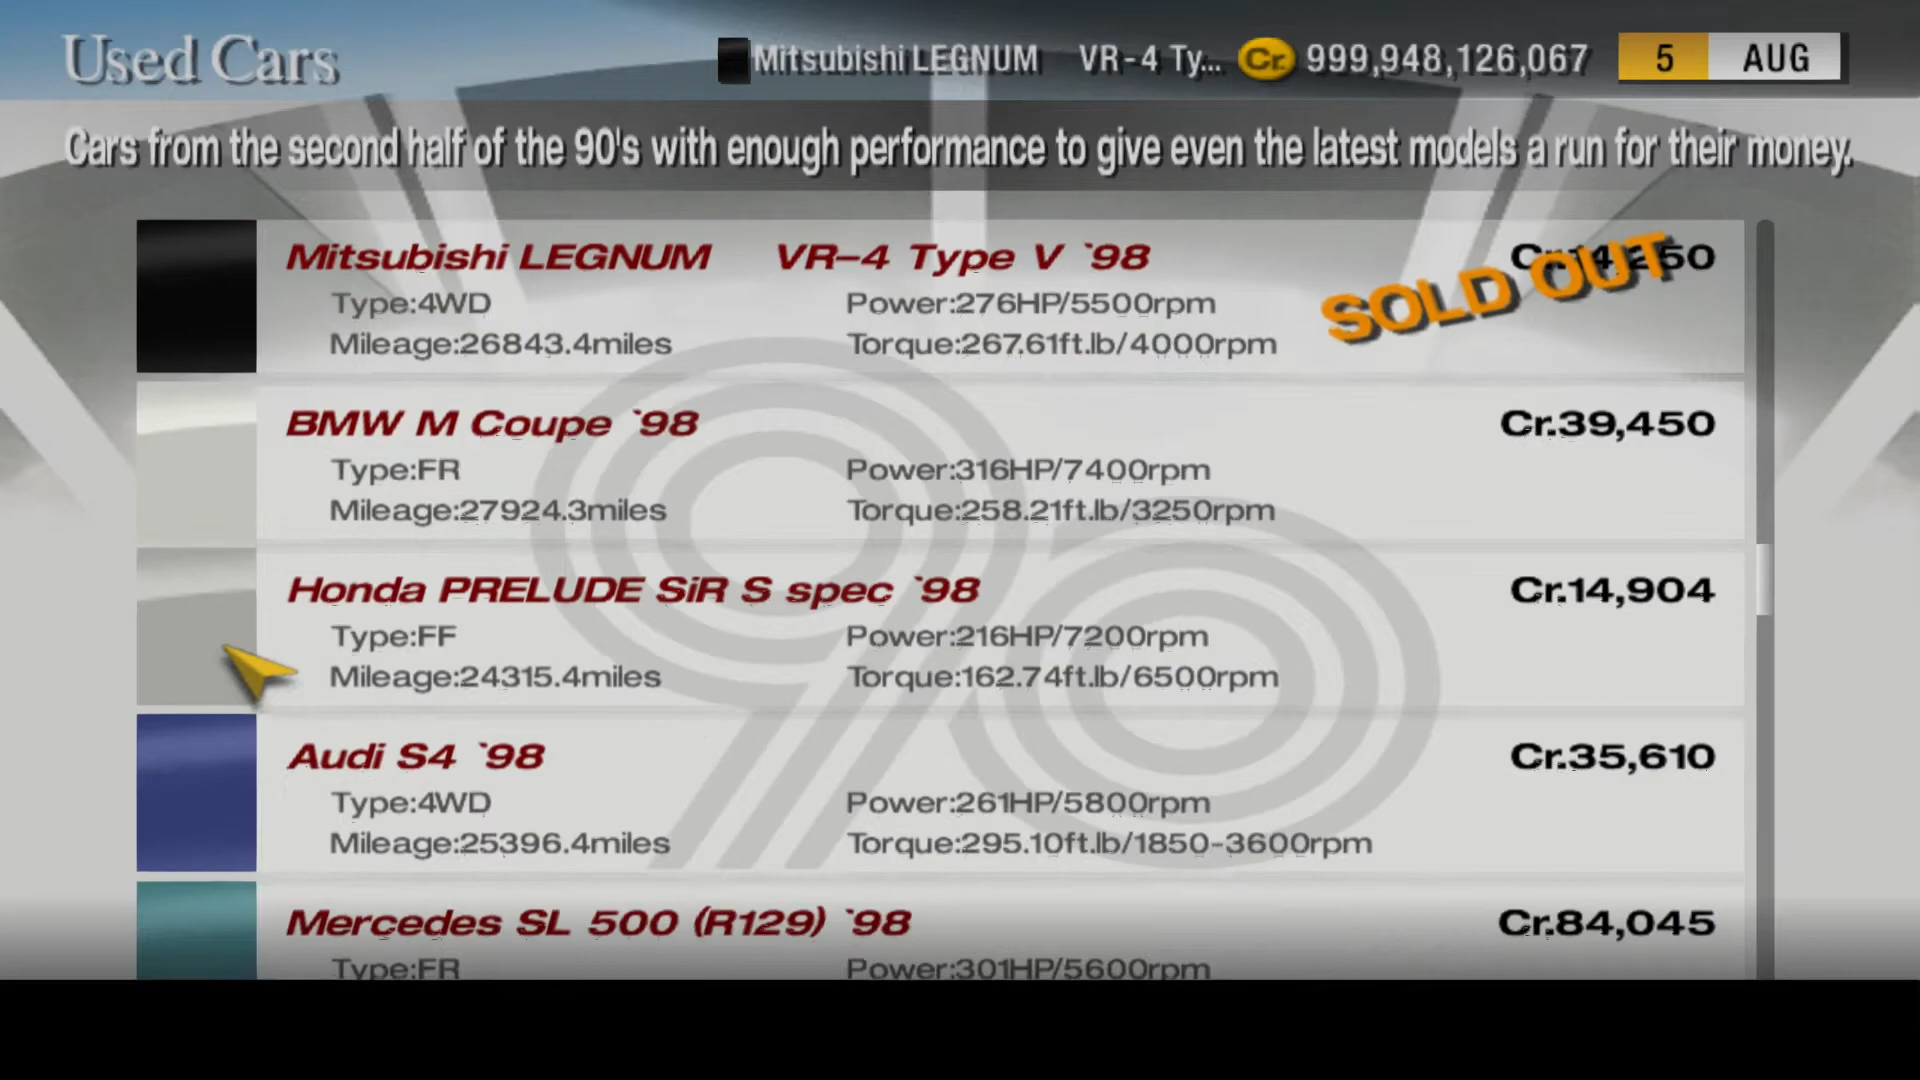 Used Cars
Mitsubishi LEGNUM VR-4 Ty... Cr. 999,948,126,067 5 AUG
Cars from the second half of the 90's with enough performance to give even the latest models a run for their money.
Mitsubishi LEGNUM VR-4 Type V `98
SOLD OUT
Type:4WD Power:276HP/5500rpm
Mileage:26843.4miles Torque:267.61ft.lb/4000rpm
BMW M Coupe `98 Cr.39,450
Type:FR Power:316HP/7400rpm
Mileage:27924.3miles Torque:258.21ft.lb/3250rpm
Honda PRELUDE SiR S spec `98 Cr.14,904
Type:FF Power:216HP/7200rpm
Mileage:24315.4miles Torque:162.74ft.lb/6500rpm
Audi S4 `98 Cr.35,610
Type:4WD Power:261HP/5800rpm
Mileage:25396.4miles Torque:295.10ft.lb/1850-3600rpm
Mercedes SL 500 (R129) `98 Cr.84,045
Type:FR Power:301HP/5600rpm
90